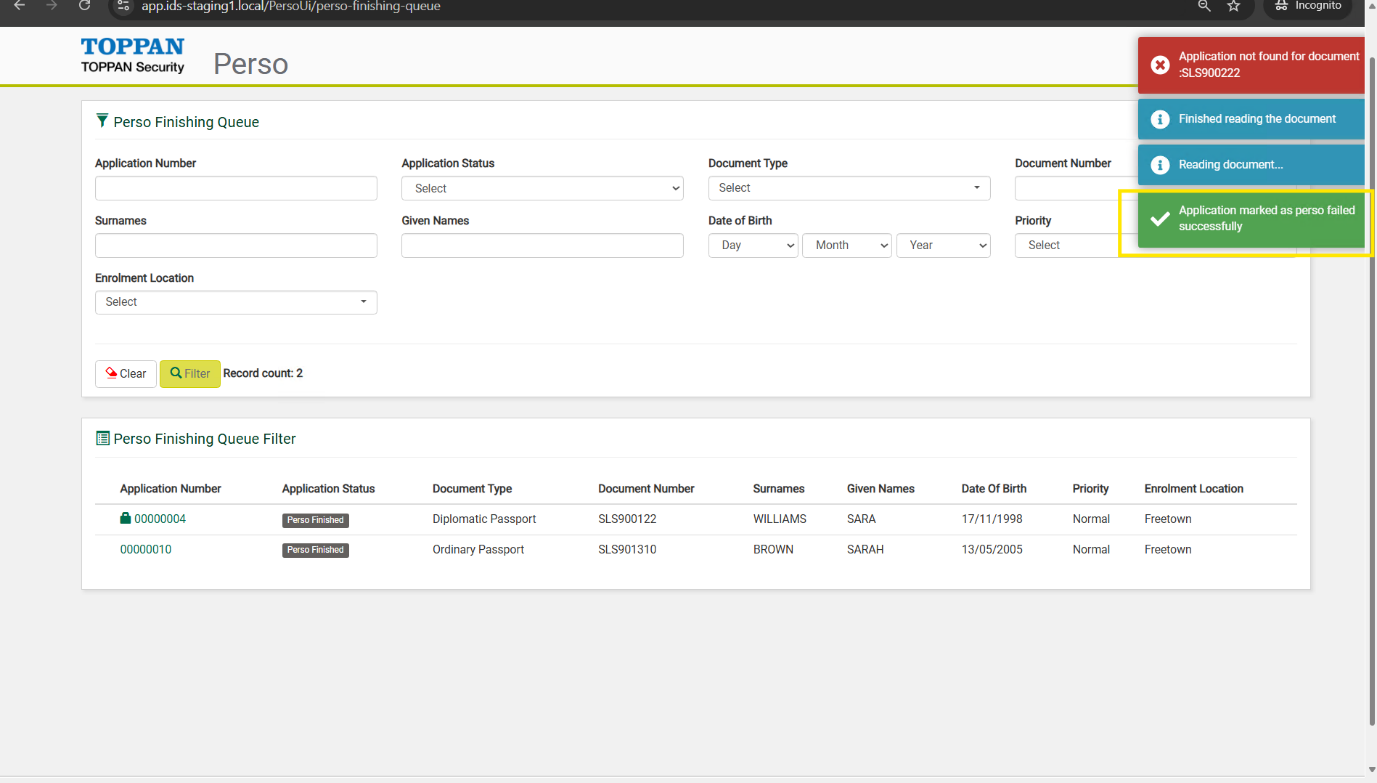 app.ids-staging1.local/PersoUi/perso-finishing-queue
Incognito
TOPPAN
TOPPAN Security
Perso
Application not found for document
:SLS900222
Finished reading the document
Reading document...
Application marked as perso failed
successfully
Perso Finishing Queue
Application Number
Application Status
Document Type
Document Number
Select
Select
Surnames
Given Names
Date of Birth
Priority
Day
Month
Year
Select
Enrolment Location
Select
Clear
Filter
Record count: 2
Perso Finishing Queue Filter
Application Number Application Status Document Type Document Number Surnames Given Names Date Of Birth Priority Enrolment Location
00000004 Perso Finished Diplomatic Passport SLS900122 WILLIAMS SARA 17/11/1998 Normal Freetown
00000010 Perso Finished Ordinary Passport SLS901310 BROWN SARAH 13/05/2005 Normal Freetown